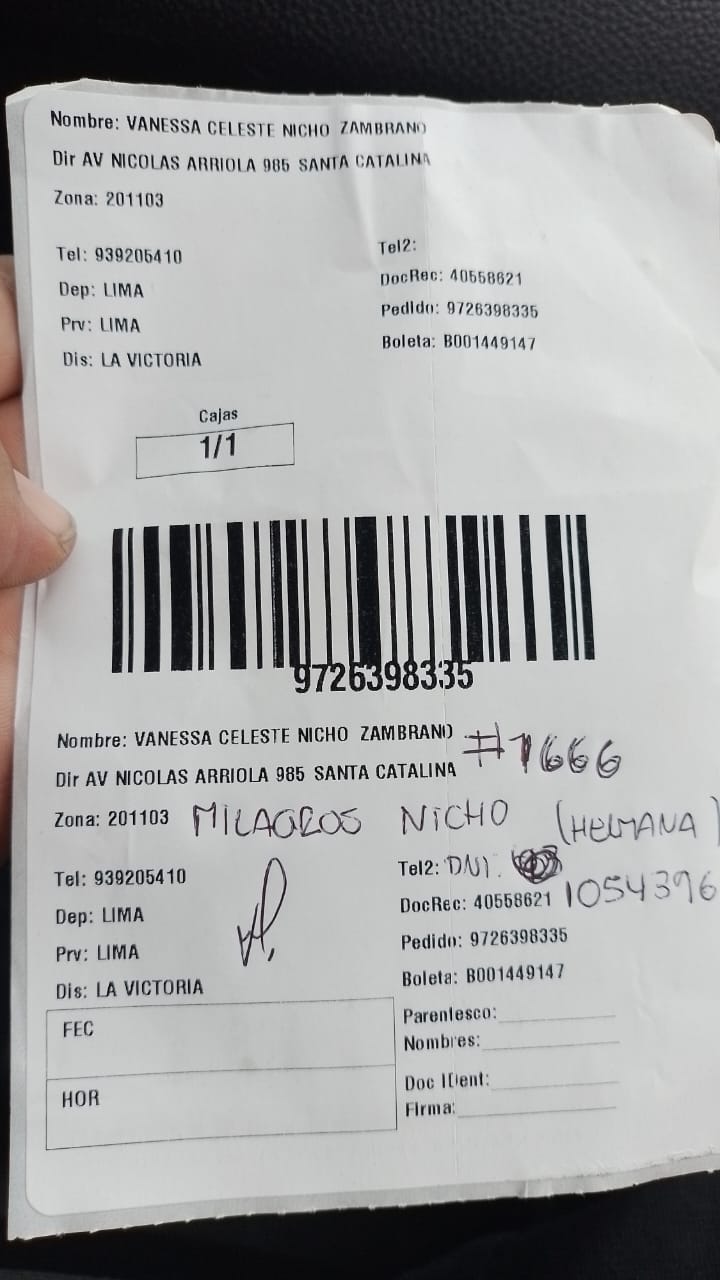 Nombre: VANESSA CELESTE NICHO ZAMBRANO
Dir AV NICOLAS ARRIOLA 985 SANTA CATALINA
Zona: 201103
Tel: 939205410
Tel2:
Dep: LIMA
DocRec: 40558621
Prv: LIMA
Pedido: 9726398335
Dis: LA VICTORIA
Boleta: B001449147
Cajas
1/1
9726398335
Nombre: VANESSA CELESTE NICHO ZAMBRANO
#1666
Dir AV NICOLAS ARRIOLA 985 SANTA CATALINA
Zona: 201103 MILAGROS NICHO (HERMANA)
Tel: 939205410
Tel2: DNI.
Dep: LIMA
DocRec: 40558621 1054396
Prv: LIMA
Pedido: 9726398335
Dis: LA VICTORIA
Boleta: B001449147
FEC
Parentesco:
Nombres:
HOR
Doc IDent:
Firma: